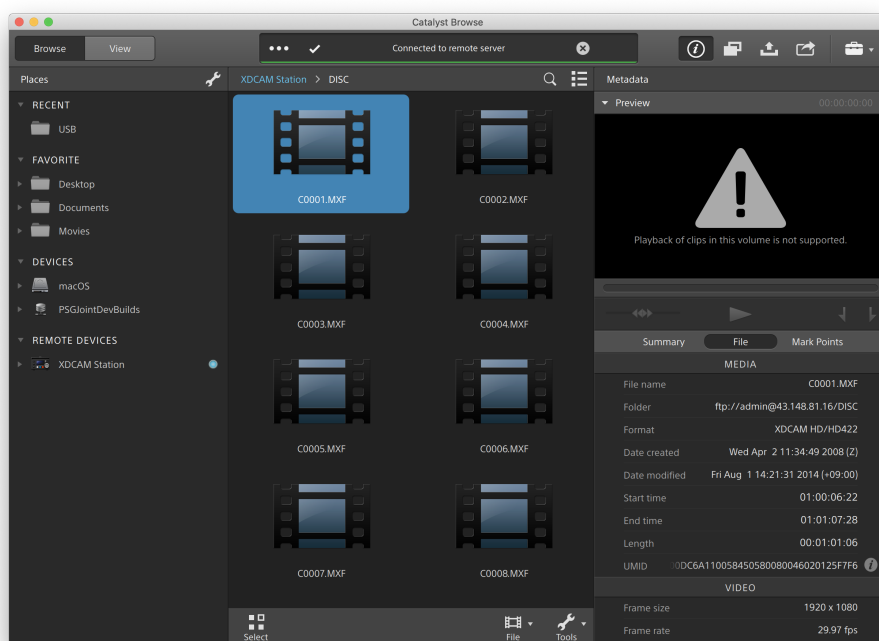 Catalyst Browse
Browse
View
Connected to remote server
Places
XDCAM Station > DISC
Metadata
RECENT
USB
FAVORITE
Desktop
Documents
Movies
DEVICES
macOS
PSGJointDevBuilds
REMOTE DEVICES
XDCAM Station
C0001.MXF
C0002.MXF
C0003.MXF
C0004.MXF
C0005.MXF
C0006.MXF
C0007.MXF
C0008.MXF
Select
File
Tools
Preview 00:00:00:00
Playback of clips in this volume is not supported.
Summary File Mark Points
MEDIA
File name C0001.MXF
Folder ftp://admin@43.148.81.16/DISC
Format XDCAM HD/HD422
Date created Wed Apr 2 11:34:49 2008 (Z)
Date modified Fri Aug 1 14:21:31 2014 (+09:00)
Start time 01:00:06:22
End time 01:01:07:28
Length 00:01:01:06
UMID 0DC6A11005845058008004602012​5F7F6
VIDEO
Frame size 1920 x 1080
Frame rate 29.97 fps